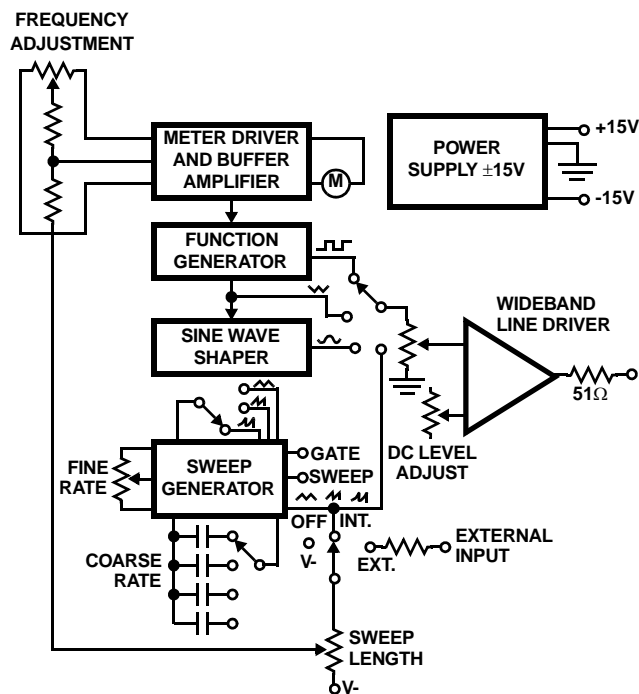 FREQUENCY
ADJUSTMENT
METER DRIVER
AND BUFFER
AMPLIFIER
M
POWER
SUPPLY ±15V
+15V
-15V
FUNCTION
GENERATOR
SINE WAVE
SHAPER
WIDEBAND
LINE DRIVER
51Ω
DC LEVEL
ADJUST
FINE
RATE
SWEEP
GENERATOR
GATE
SWEEP
OFF
INT.
V-
COARSE
RATE
EXT.
EXTERNAL
INPUT
SWEEP
LENGTH
V-